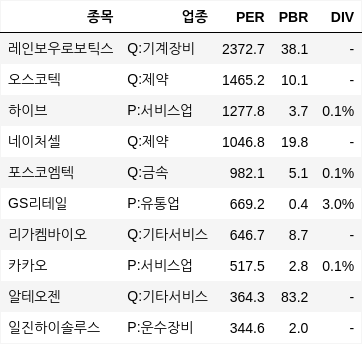 종목 업종 PER PBR DIV
레인보우로보틱스 Q:기계장비 2372.7 38.1 -
오스코텍 Q:제약 1465.2 10.1 -
하이브 P:서비스업 1277.8 3.7 0.1%
네이처셀 Q:제약 1046.8 19.8 -
포스코엠텍 Q:금속 982.1 5.1 0.1%
GS리테일 P:유통업 669.2 0.4 3.0%
리가켐바이오 Q:기타서비스 646.7 8.7 -
카카오 P:서비스업 517.5 2.8 0.1%
알테오젠 Q:기타서비스 364.3 83.2 -
일진하이솔루스 P:운수장비 344.6 2.0 -